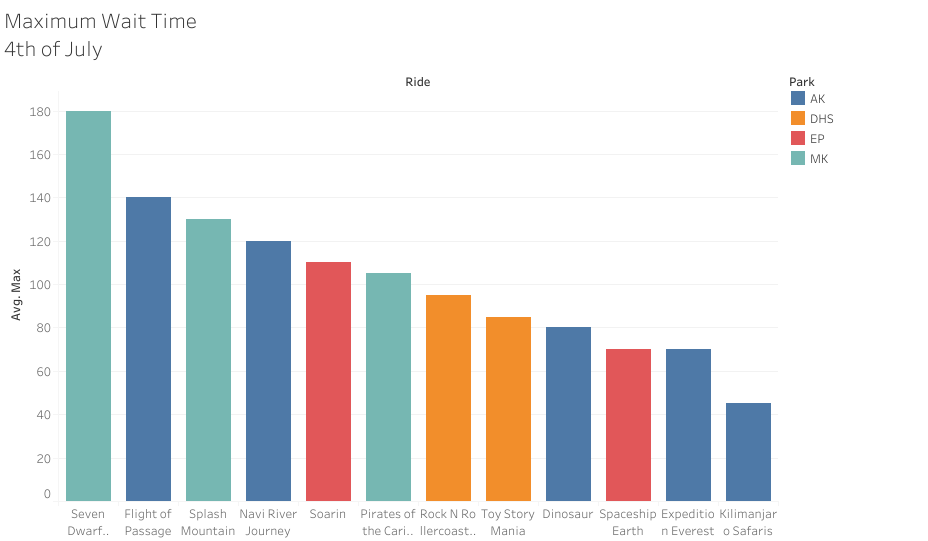 Maximum Wait Time
4th of July
Ride
Park
AK
DHS
EP
MK
Avg. Max
180
160
140
120
100
80
60
40
20
0
Seven
Dwarf..
Flight of
Passage
Splash
Mountain
Navi River
Journey
Soarin
Pirates of
the Cari..
Rock N Ro
llercoast..
Toy Story
Mania
Dinosaur
Spaceship
Earth
Expeditio
n Everest
Kilimanjar
o Safaris